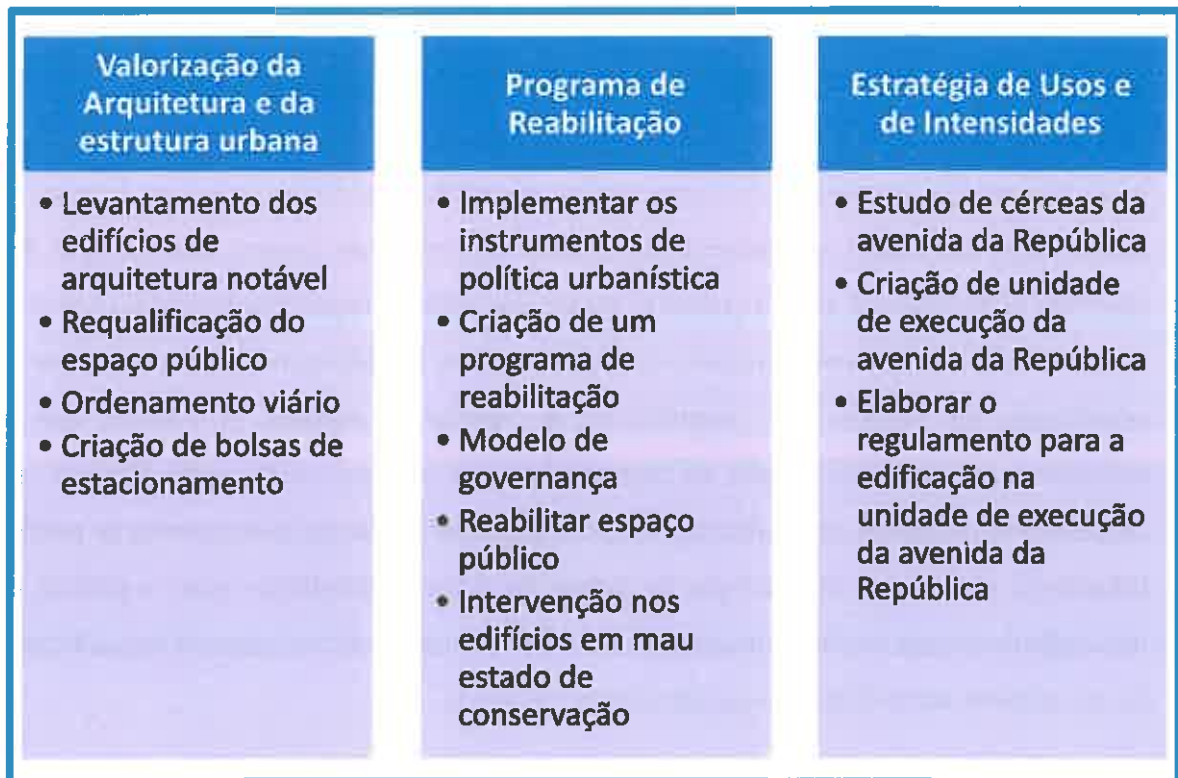 Valorização da
Arquitetura e da
estrutura urbana
• Levantamento dos
edifícios de
arquitetura notável
• Requalificação do
espaço público
• Ordenamento viário
• Criação de bolsas de
estacionamento
Programa de
Reabilitação
• Implementar os
instrumentos de
política urbanística
• Criação de um
programa de
reabilitação
• Modelo de
governança
• Reabilitar espaço
público
• Intervenção nos
edifícios em mau
estado de
conservação
Estratégia de Usos e
de Intensidades
• Estudo de cérceas da
avenida da República
• Criação de unidade
de execução da
avenida da República
• Elaborar o
regulamento para a
edificação na
unidade de execução
da avenida da
República